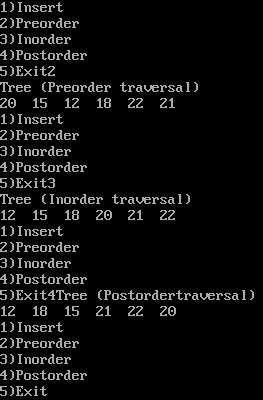 1)Insert
2)Preorder
3)Inorder
4)Postorder
5)Exit2
Tree (Preorder traversal)
20  15  12  18  22  21
1)Insert
2)Preorder
3)Inorder
4)Postorder
5)Exit3
Tree (Inorder traversal)
12  15  18  20  21  22
1)Insert
2)Preorder
3)Inorder
4)Postorder
5)Exit4Tree (Postordertraversal)
12  18  15  21  22  20
1)Insert
2)Preorder
3)Inorder
4)Postorder
5)Exit